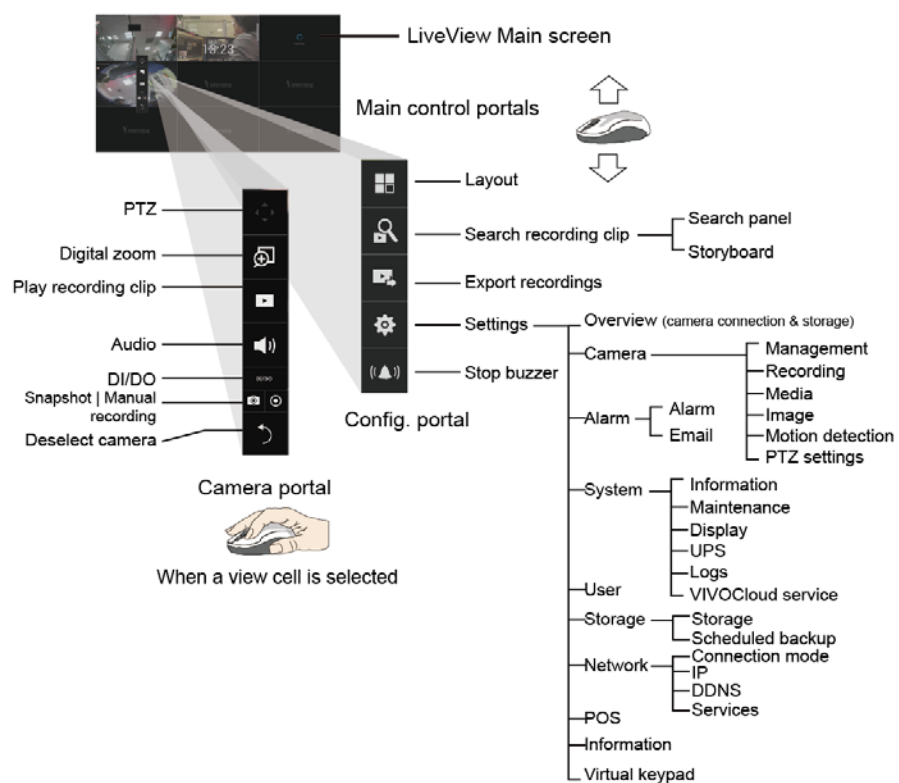 LiveView Main screen
18:23
Main control portals
PTZ
Digital zoom
Play recording clip
Audio
DI/DO
Snapshot | Manual
recording
Deselect camera
Camera portal
When a view cell is selected
Layout
Search recording clip
Search panel
Storyboard
Export recordings
Settings
Stop buzzer
Config. portal
Overview (camera connection & storage)
Camera
Management
Recording
Media
Image
Motion detection
PTZ settings
Alarm
Alarm
Email
System
Information
Maintenance
Display
UPS
Logs
VIVOCloud service
User
Storage
Storage
Scheduled backup
Network
Connection mode
IP
DDNS
Services
POS
Information
Virtual keypad